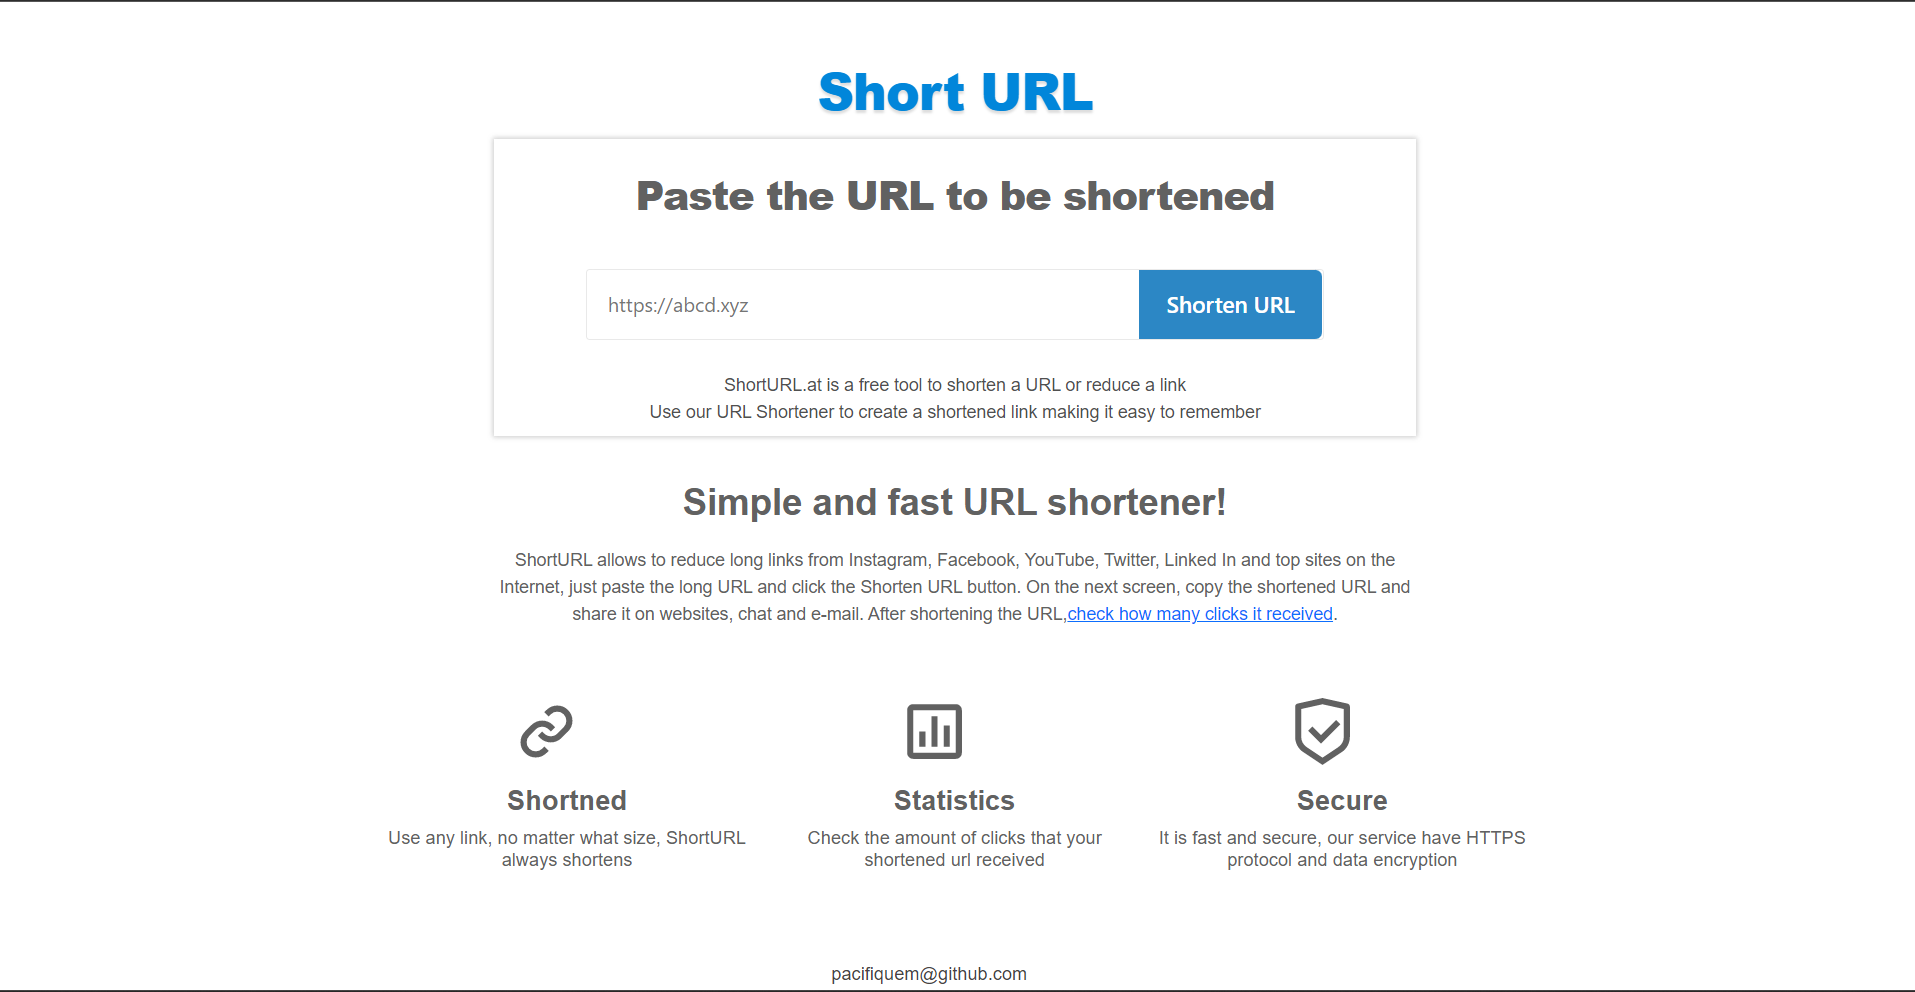 Short URL
Paste the URL to be shortened
https://abcd.xyz
Shorten URL
ShortURL.at is a free tool to shorten a URL or reduce a link
Use our URL Shortener to create a shortened link making it easy to remember
Simple and fast URL shortener!
ShortURL allows to reduce long links from Instagram, Facebook, YouTube, Twitter, Linked In and top sites on the
Internet, just paste the long URL and click the Shorten URL button. On the next screen, copy the shortened URL and
share it on websites, chat and e-mail. After shortening the URL,check how many clicks it received.
Shortned
Use any link, no matter what size, ShortURL
always shortens
Statistics
Check the amount of clicks that your
shortened url received
Secure
It is fast and secure, our service have HTTPS
protocol and data encryption
pacifiquem@github.com